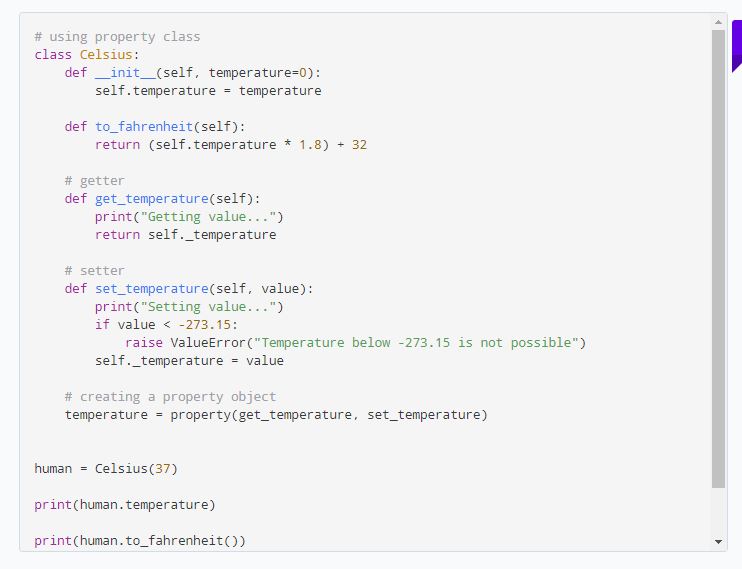 # using property class
class Celsius:
    def __init__(self, temperature=0):
        self.temperature = temperature
    def to_fahrenheit(self):
        return (self.temperature * 1.8) + 32
    # getter
    def get_temperature(self):
        print("Getting value...")
        return self._temperature
    # setter
    def set_temperature(self, value):
        print("Setting value...")
        if value < -273.15:
            raise ValueError("Temperature below -273.15 is not possible")
        self._temperature = value
    # creating a property object
    temperature = property(get_temperature, set_temperature)
human = Celsius(37)
print(human.temperature)
print(human.to_fahrenheit())